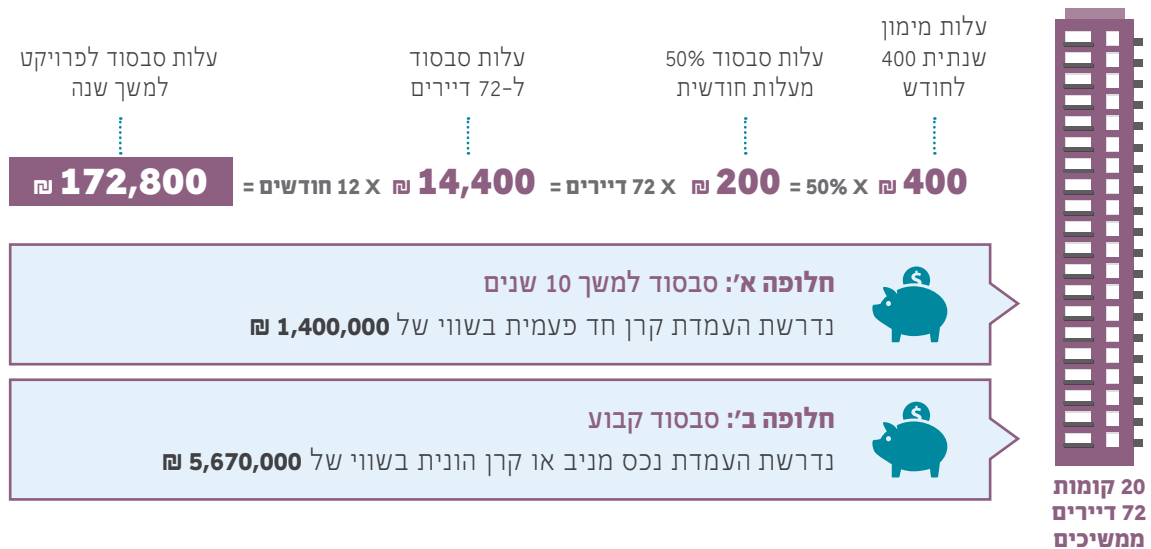 עלות מימון
שנתית 400
לחודש
עלות סבסוד 50%
מעלות חודשית
עלות סבסוד
ל-72 דיירים
עלות סבסוד לפרויקט
למשך שנה
400 ₪ X 50% = 200 ₪ X 72 דיירים = 14,400 ₪ X 12 חודשים = 172,800 ₪
$
חלופה א׳: סבסוד למשך 10 שנים
נדרשת העמדת קרן חד פעמית בשווי של 1,400,000 ₪
$
חלופה ב׳: סבסוד קבוע
נדרשת העמדת נכס מניב או קרן הונית בשווי של 5,670,000 ₪
20 קומות
72 דיירים
ממשיכים